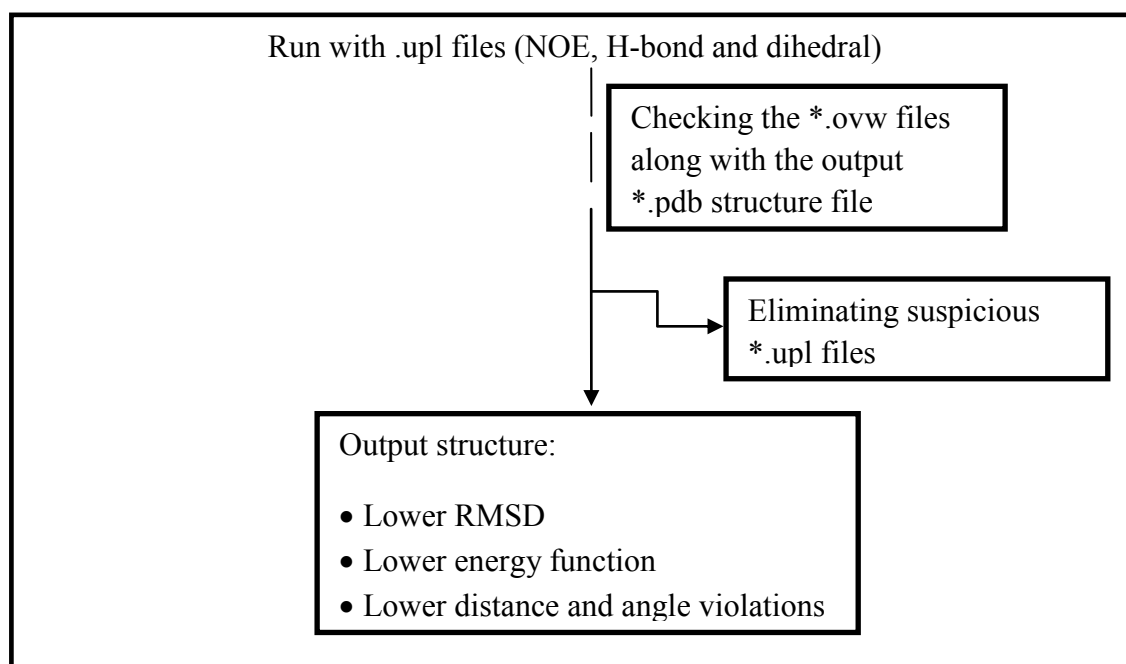 Run with .upl files (NOE, H-bond and dihedral)
Checking the *.ovw files
along with the output
*.pdb structure file
Eliminating suspicious
*.upl files
Output structure:
• Lower RMSD
• Lower energy function
• Lower distance and angle violations